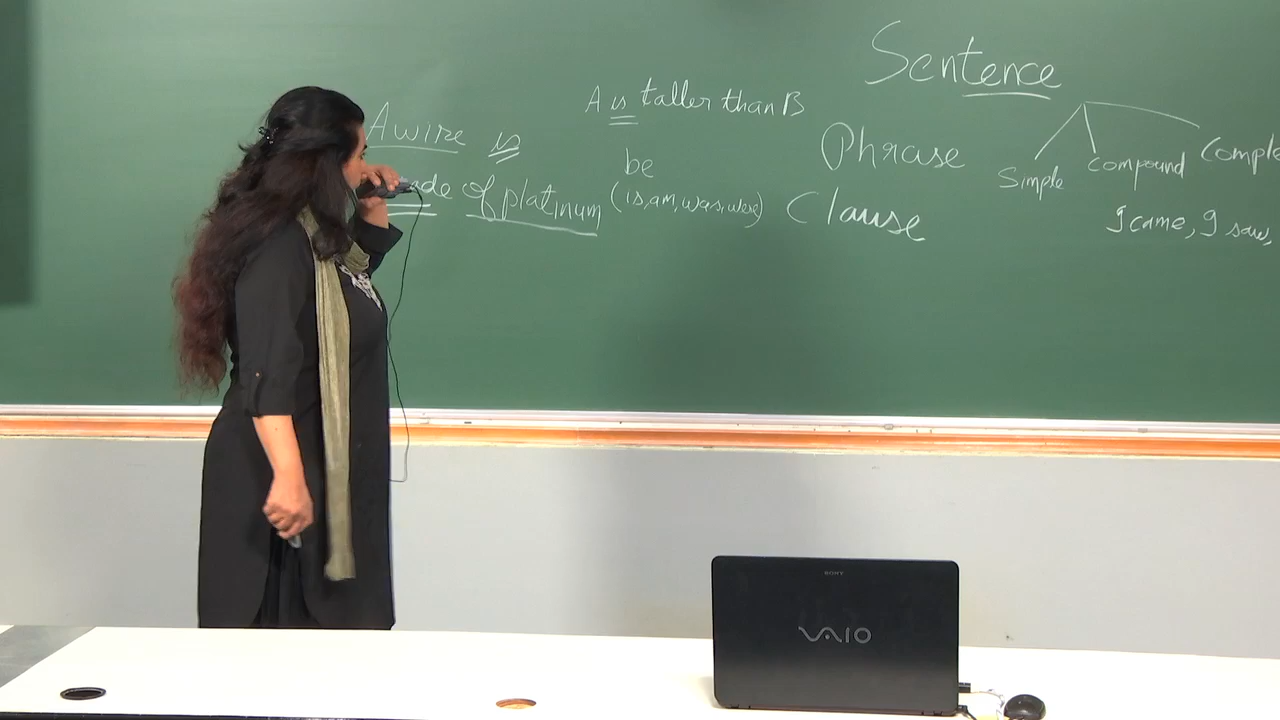 Sentence
A is taller than B
A wire is
be
Phrase
Simple
compound
of platinum
(is, am, was, were)
Clause
I came, I saw,
SONY
VAIO